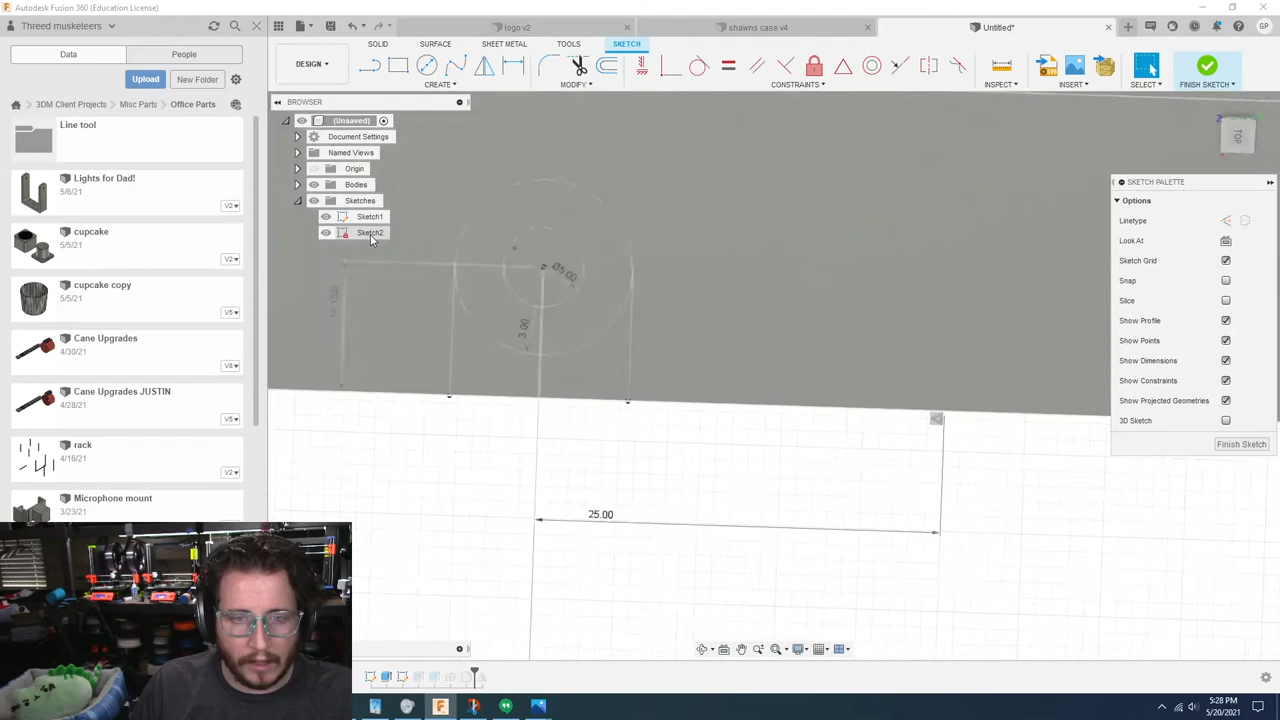 Autodesk Fusion 360 (Education License)
Threed musketeers
logo v2
shawns case v4
Untitled*
GP
Data
People
SOLID
SURFACE
SHEET METAL
TOOLS
SKETCH
DESIGN
Upload
New Folder
CREATE
MODIFY
CONSTRAINTS
INSPECT
INSERT
SELECT
FINISH SKETCH
3DM Client Projects
Misc Parts
Office Parts
BROWSER
(Unsaved)
Document Settings
Named Views
Origin
Bodies
Sketches
Sketch1
Sketch2
TOP
Line tool
Lights for Dad!
5/6/21
V2
cupcake
5/5/21
V2
cupcake copy
5/5/21
V5
Cane Upgrades
4/30/21
V8
Cane Upgrades JUSTIN
4/28/21
V5
rack
4/16/21
V2
Microphone mount
3/23/21
SKETCH PALETTE
Options
Linetype
Look At
Sketch Grid
Snap
Slice
Show Profile
Show Points
Show Dimensions
Show Constraints
Show Projected Geometries
3D Sketch
Finish Sketch
Ø5.00
3.00
25.00
5:28 PM
5/20/2021